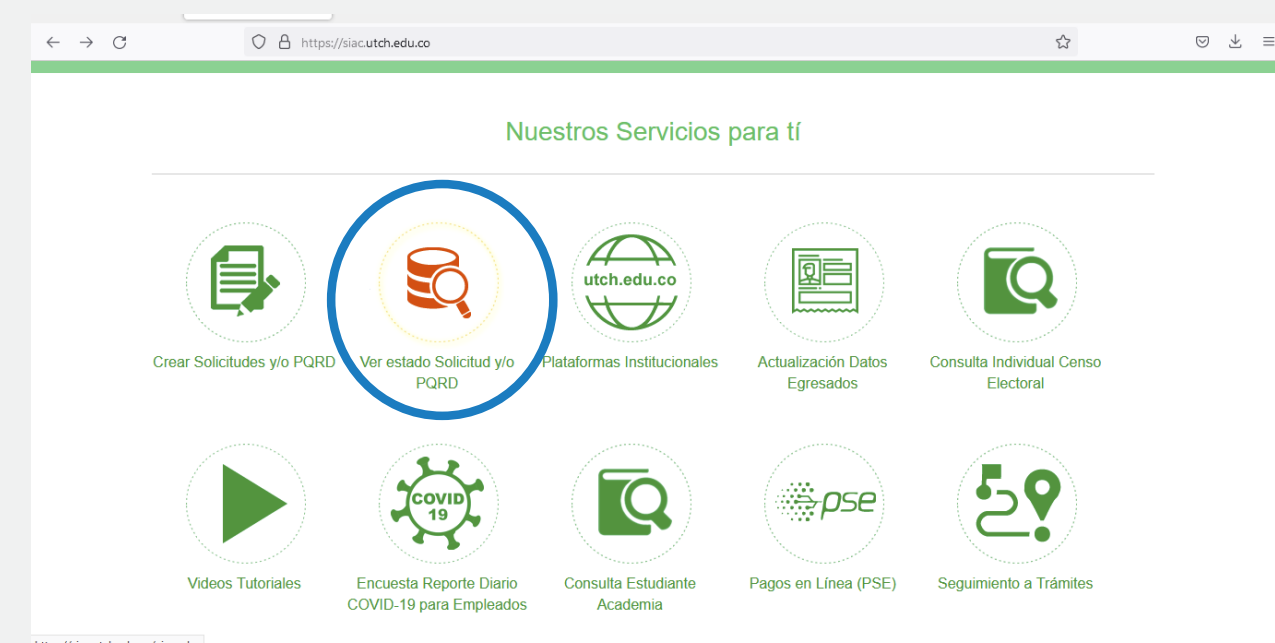 https://siac.utch.edu.co
Nuestros Servicios para tí
utch.edu.co
Crear Solicitudes y/o PQRD
Ver estado Solicitud y/o
PQRD
Plataformas Institucionales
Actualización Datos
Egresados
Consulta Individual Censo
Electoral
COVID
19
pse
Videos Tutoriales
Encuesta Reporte Diario
COVID-19 para Empleados
Consulta Estudiante
Academia
Pagos en Línea (PSE)
Seguimiento a Trámites